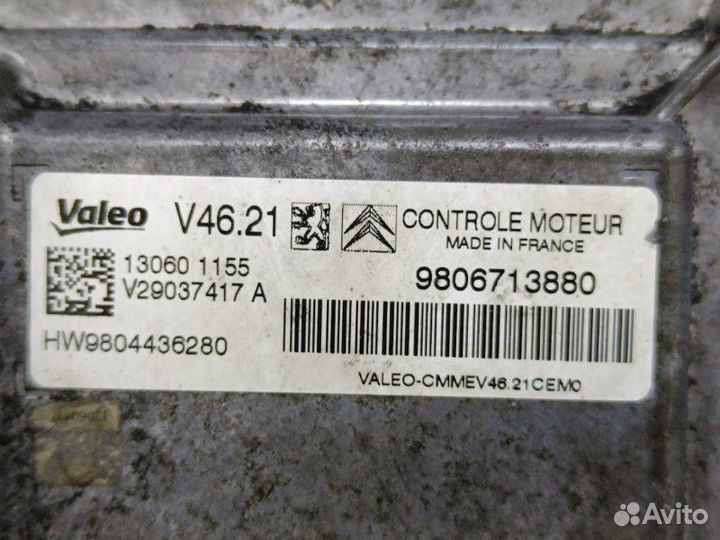 Valeo V46.21 CONTROLE MOTEUR
MADE IN FRANCE
13060 1155
V29037417 A
9806713880
HW9804436280
VALEO-CMMEV46.21CEM0
Avito